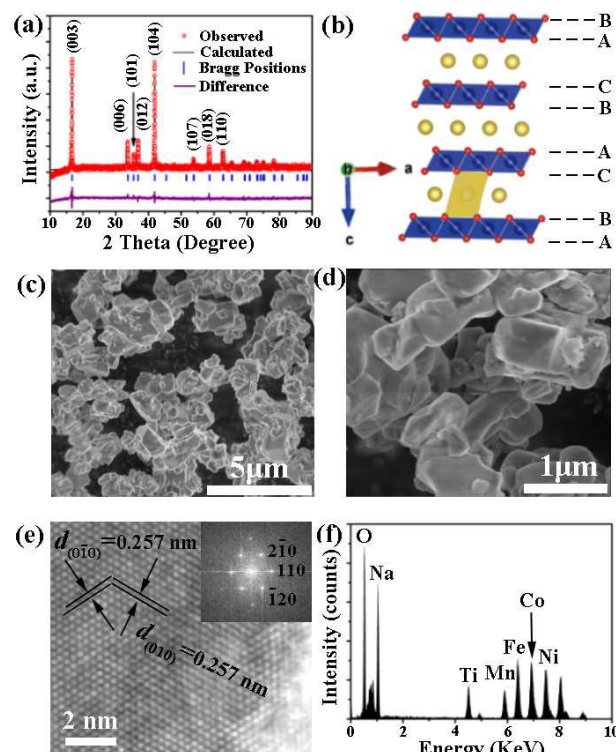 (a)
(003)
(006)
(101)
(012)
(104)
(107)
(018)
(110)
Observed
Calculated
Bragg Positions
Difference
Intensity (a.u.)
10 20 30 40 50 60 70 80 90
2 Theta (Degree)
(b)
B
A
C
B
A
C
B
A
b
a
c
(c)
5μm
(d)
1μm
(e)
d(01̄0)=0.257 nm
d(010)=0.257 nm
2 nm
21̄0
110
1̄20
(f)
O
Na
Ti
Mn
Fe
Co
Ni
Intensity (counts)
0 2 4 6 8 10
Energy (KeV)